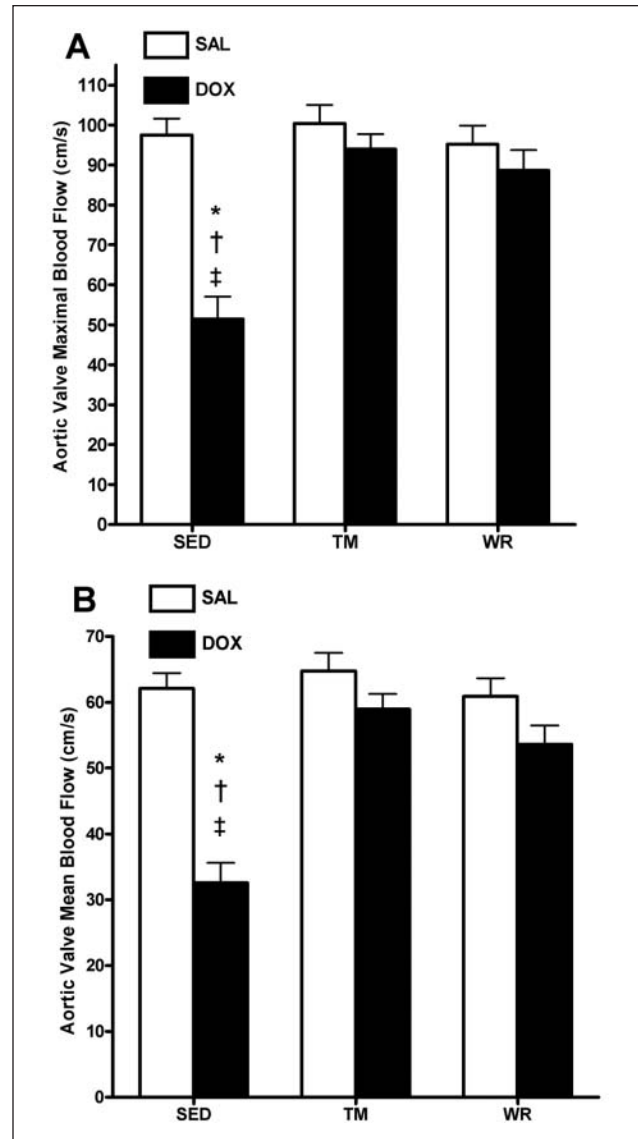 A
SAL
DOX
Aortic Valve Maximal Blood Flow (cm/s)
110
100
90
80
70
60
50
40
30
20
10
0
*
†
‡
SED TM WR
B
SAL
DOX
Aortic Valve Mean Blood Flow (cm/s)
70
60
50
40
30
20
10
0
*
†
‡
SED TM WR